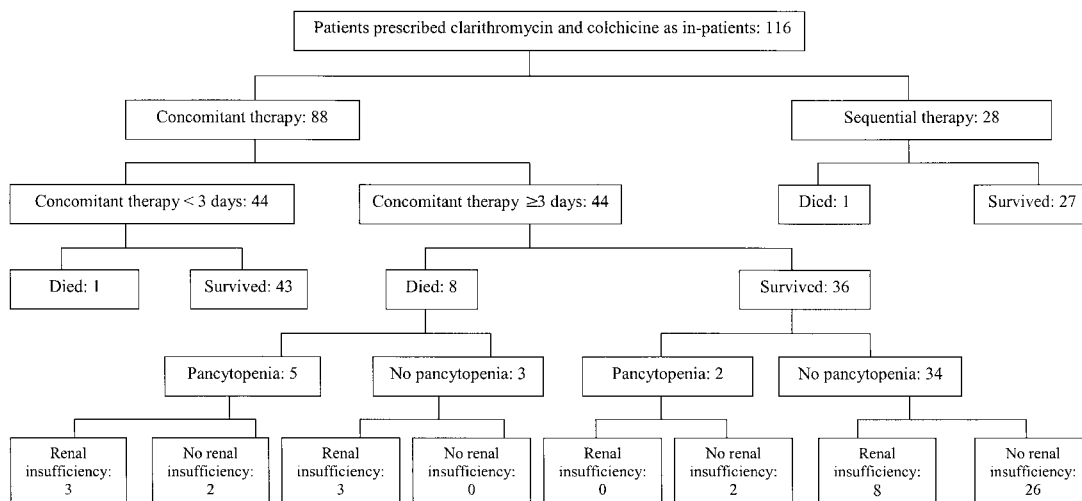 Patients prescribed clarithromycin and colchicine as in-patients: 116
Concomitant therapy: 88
Sequential therapy: 28
Concomitant therapy < 3 days: 44
Concomitant therapy ≥3 days: 44
Died: 1
Survived: 27
Died: 1
Survived: 43
Died: 8
Survived: 36
Pancytopenia: 5
No pancytopenia: 3
Pancytopenia: 2
No pancytopenia: 34
Renal
insufficiency:
3
No renal
insufficiency:
2
Renal
insufficiency:
3
No renal
insufficiency:
0
Renal
insufficiency:
0
No renal
insufficiency:
2
Renal
insufficiency:
8
No renal
insufficiency:
26